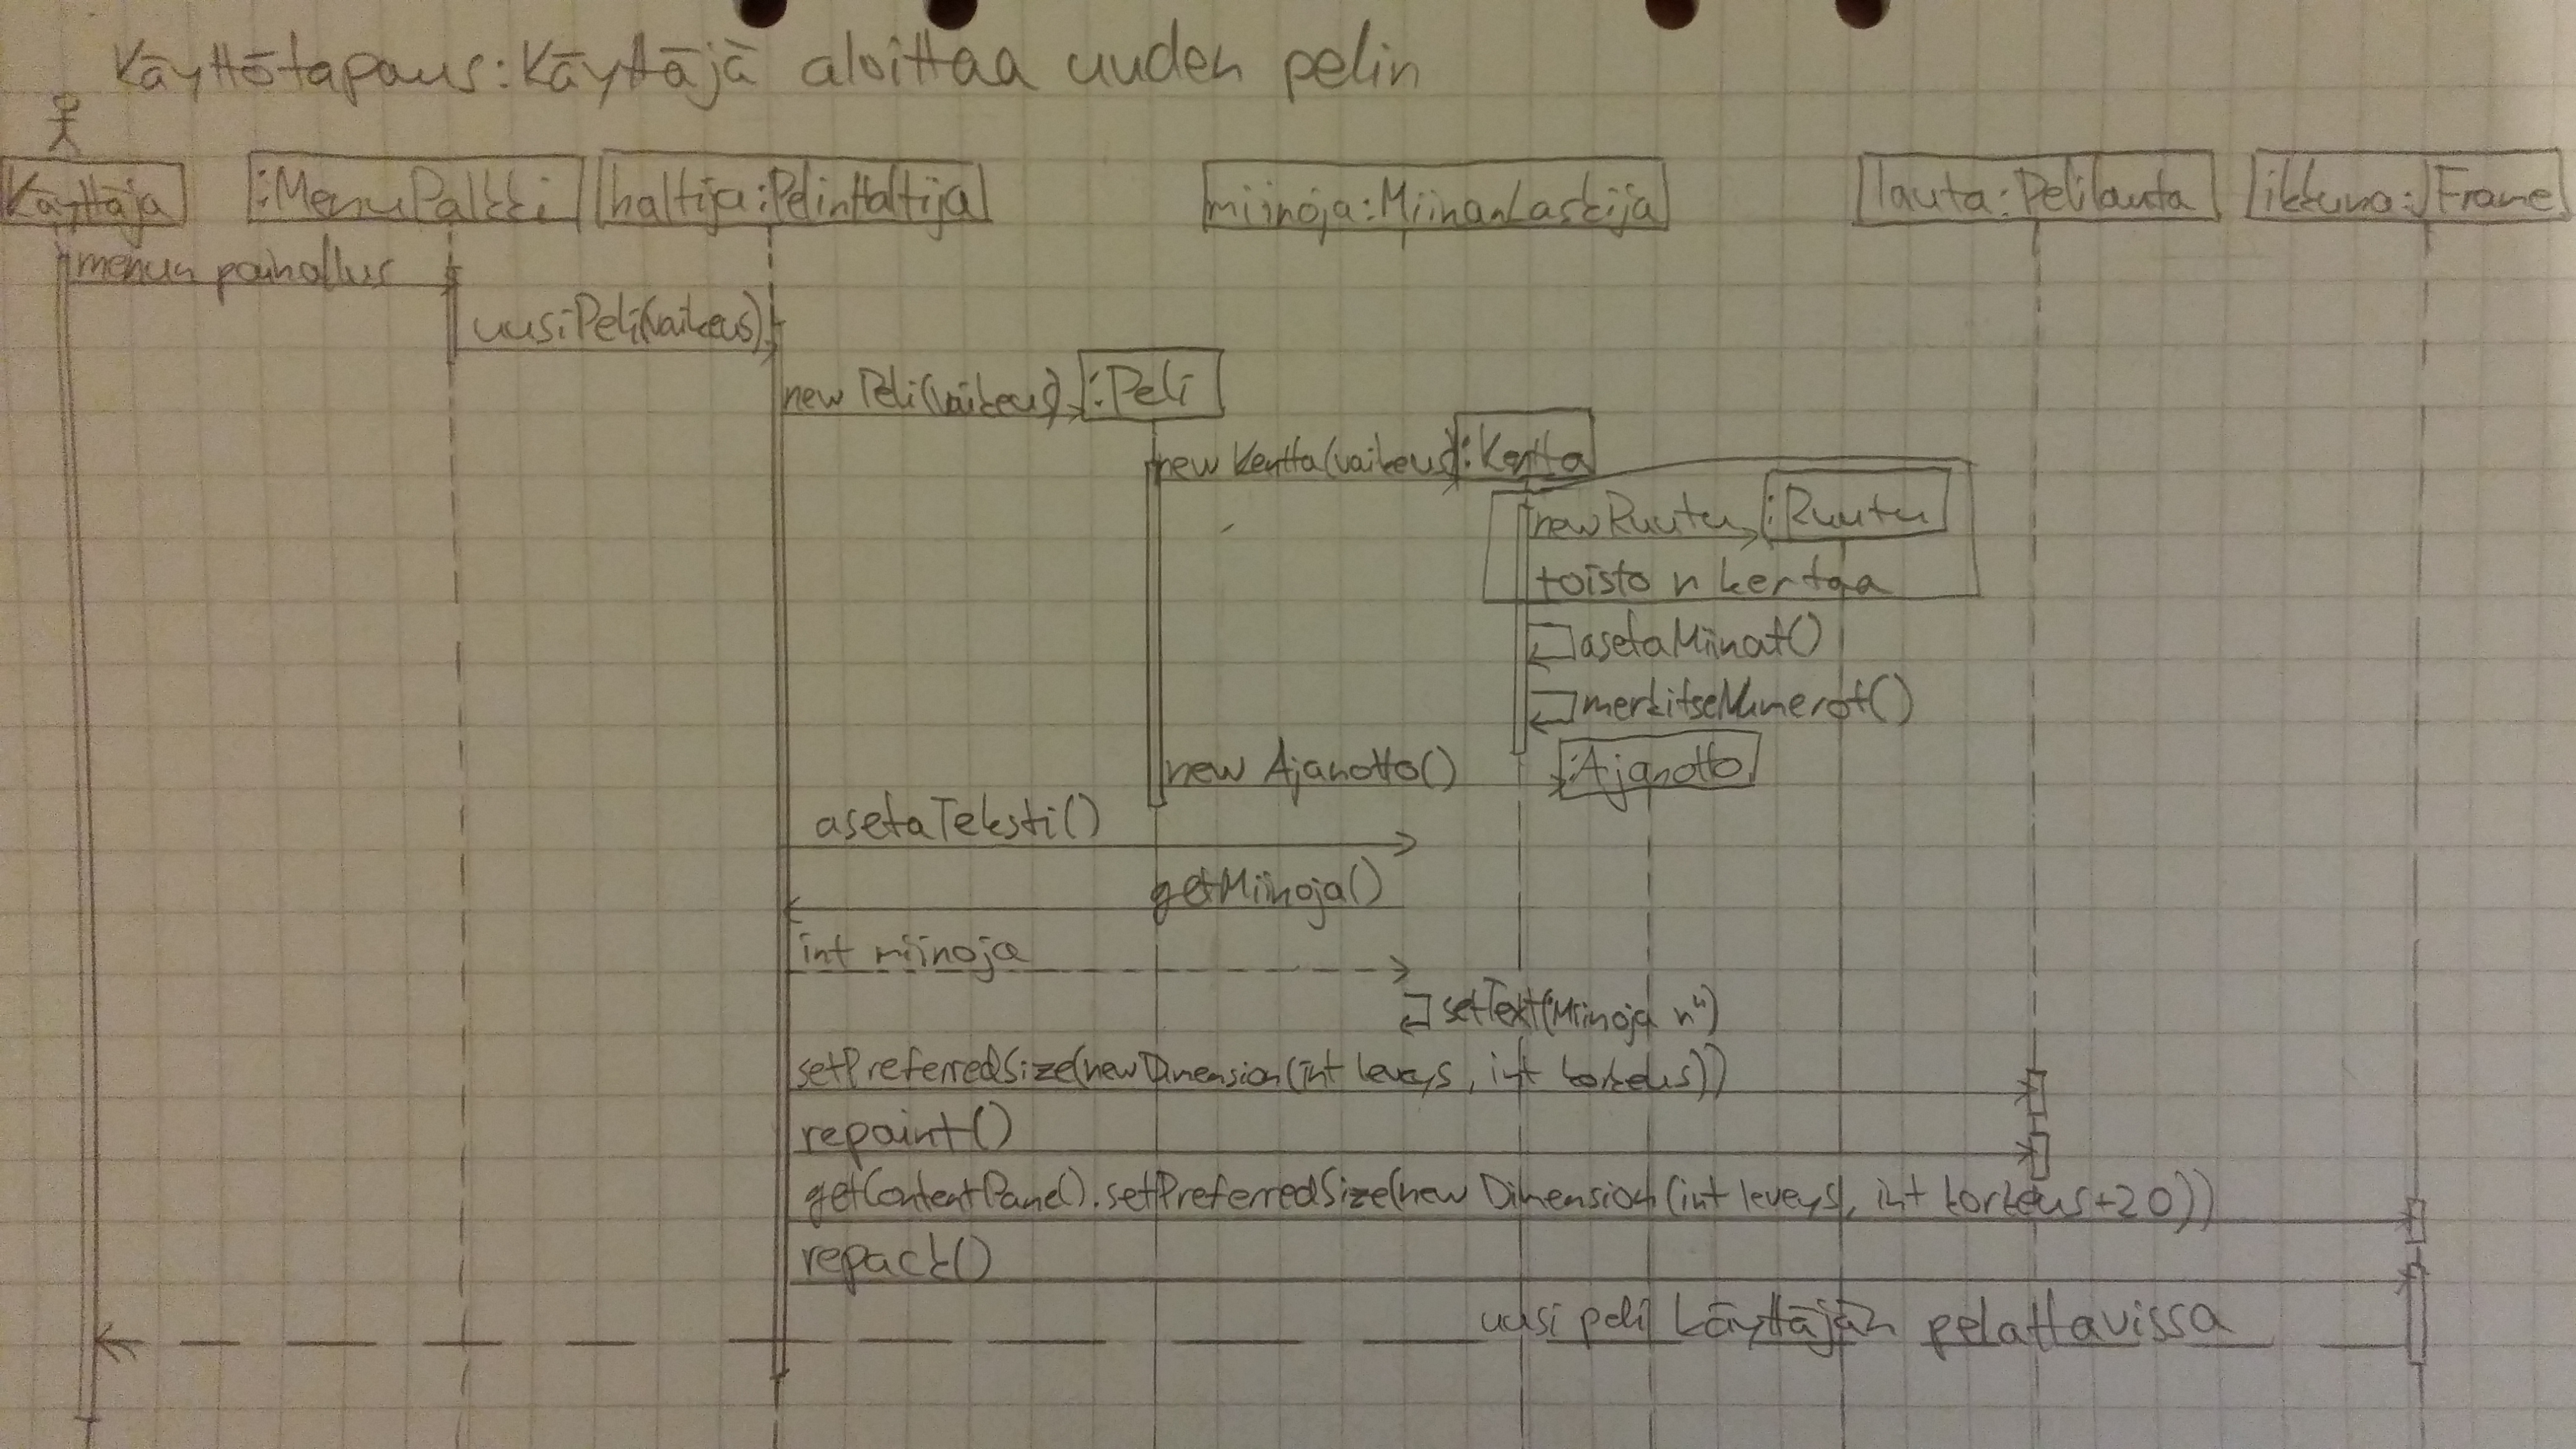 Käyttötapaus: Käyttäjä aloittaa uuden pelin
Käyttäjä :MenuPalkki haltija:PelinHaltija miinoja:MiinanLaskija lauta:Pelilauta ikkuna:JFrame
menun painallus
uusiPeli(vaikeus)
new Peli(vaikeus) :Peli
new Kentta(vaikeus) :Kentta
new Ruutu :Ruutu
toisto n kertaa
asetaMiinat()
merkitseNumerot()
new Ajanotto() :Ajanotto
asetaTeksti()
getMiinoja()
int miinoja
setText("Miinoja n")
setPreferredSize(new Dimension(int leveys, int korkeus))
repaint()
getContentPane().setPreferredSize(new Dimension(int leveys, int korkeus+20))
repack()
uusi peli käyttäjän pelattavissa